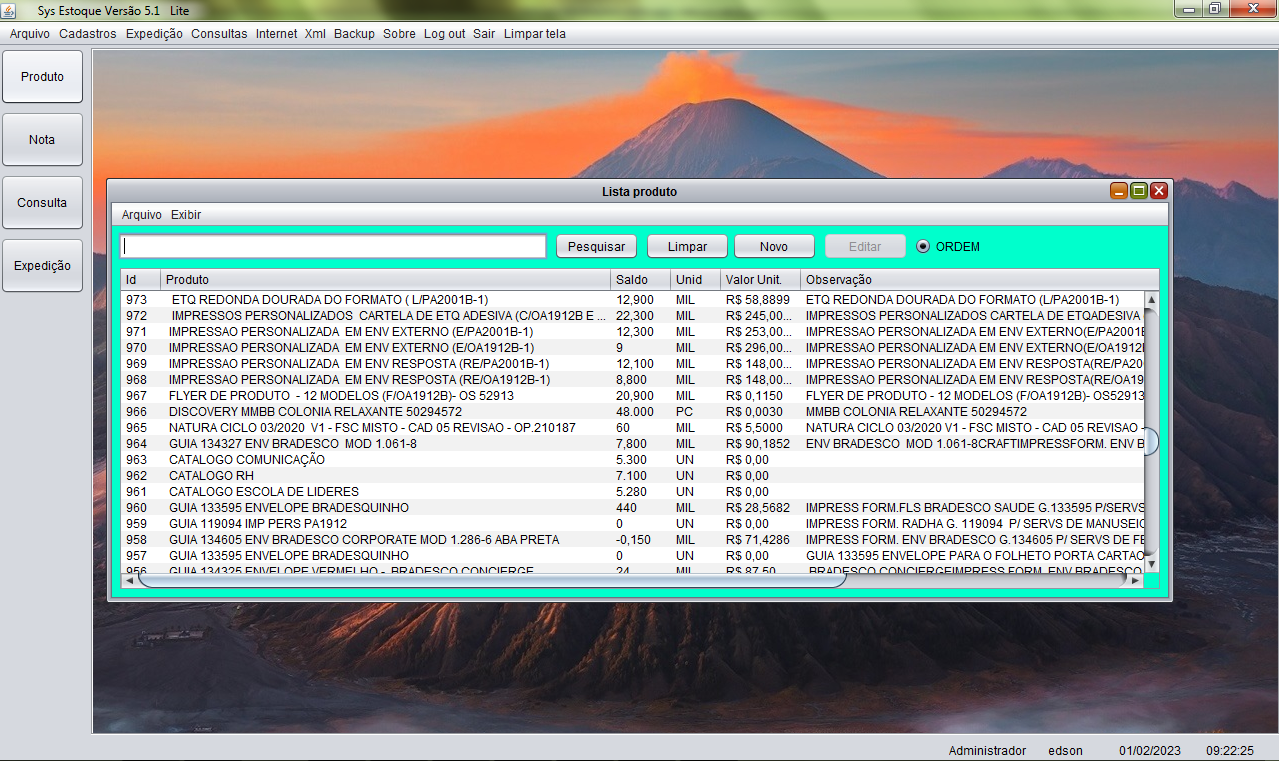 Sys Estoque Versão 5.1 Lite
Arquivo Cadastros Expedição Consultas Internet Xml Backup Sobre Log out Sair Limpar tela
Produto
Nota
Consulta
Expedição
Lista produto
Arquivo Exibir
Pesquisar Limpar Novo Editar ORDEM
Id Produto Saldo Unid Valor Unit. Observação
973 ETQ REDONDA DOURADA DO FORMATO ( L/PA2001B-1) 12,900 MIL R$ 58,8899 ETQ REDONDA DOURADA DO FORMATO (L/PA2001B-1)
972 IMPRESSOS PERSONALIZADOS CARTELA DE ETQ ADESIVA (C/OA1912B E ... 22,300 MIL R$ 245,00... IMPRESSOS PERSONALIZADOS CARTELA DE ETQADESIVA
971 IMPRESSAO PERSONALIZADA EM ENV EXTERNO (E/PA2001B-1) 12,300 MIL R$ 253,00... IMPRESSAO PERSONALIZADA EM ENV EXTERNO(E/PA2001B
970 IMPRESSAO PERSONALIZADA EM ENV EXTERNO (E/OA1912B-1) 9 MIL R$ 296,00... IMPRESSAO PERSONALIZADA EM ENV EXTERNO(E/OA1912
969 IMPRESSAO PERSONALIZADA EM ENV RESPOSTA (RE/PA2001B-1) 12,100 MIL R$ 148,00... IMPRESSAO PERSONALIZADA EM ENV RESPOSTA(RE/PA20
968 IMPRESSAO PERSONALIZADA EM ENV RESPOSTA (RE/OA1912B-1) 8,800 MIL R$ 148,00... IMPRESSAO PERSONALIZADA EM ENV RESPOSTA(RE/OA19
967 FLYER DE PRODUTO - 12 MODELOS (F/OA1912B)- OS 52913 20,900 MIL R$ 0,1150 FLYER DE PRODUTO - 12 MODELOS (F/OA1912B)- OS52913
966 DISCOVERY MMBB COLONIA RELAXANTE 50294572 48.000 PC R$ 0,0030 MMBB COLONIA RELAXANTE 50294572
965 NATURA CICLO 03/2020 V1 - FSC MISTO - CAD 05 REVISAO - OP.210187 60 MIL R$ 5,5000 NATURA CICLO 03/2020 V1 - FSC MISTO - CAD 05 REVISAO -
964 GUIA 134327 ENV BRADESCO MOD 1.061-8 7,800 MIL R$ 90,1852 ENV BRADESCO MOD 1.061-8CRAFTIMPRESSFORM. ENV B
963 CATALOGO COMUNICAÇÃO 5.300 UN R$ 0,00
962 CATALOGO RH 7.100 UN R$ 0,00
961 CATALOGO ESCOLA DE LIDERES 5.280 UN R$ 0,00
960 GUIA 133595 ENVELOPE BRADESQUINHO 440 MIL R$ 28,5682 IMPRESS FORM.FLS BRADESCO SAUDE G.133595 P/SERVS
959 GUIA 119094 IMP PERS PA1912 0 UN R$ 0,00 IMPRESS FORM. RADHA G. 119094 P/ SERVS DE MANUSEIO
958 GUIA 134605 ENV BRADESCO CORPORATE MOD 1.286-6 ABA PRETA -0,150 MIL R$ 71,4286 IMPRESS FORM. ENV BRADESCO G.134605 P/ SERVS DE FE
957 GUIA 133595 ENVELOPE BRADESQUINHO 0 UN R$ 0,00 GUIA 133595 ENVELOPE PARA O FOLHETO PORTA CARTAO
956 GUIA 134325 ENVELOPE VERMELHO - BRADESCO CONCIERGE 24 MIL R$ 87,50 BRADESCO CONCIERGEIMPRESS FORM. ENV BRADESCO
Administrador edson 01/02/2023 09:22:25